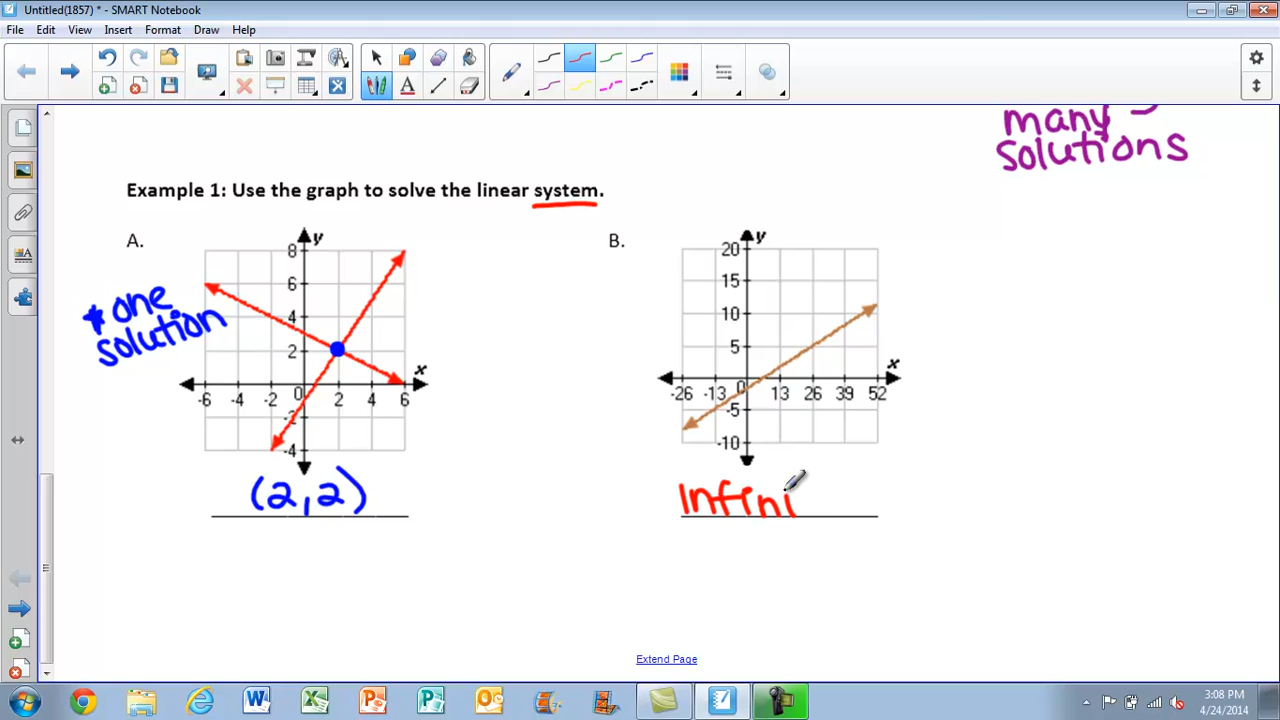 Untitled(1857) * - SMART Notebook
File Edit View Insert Format Draw Help
many
solutions
Example 1: Use the graph to solve the linear system.
A.
y
8
6
4
2
0
-2
-4
-6 -4 -2 2 4 6
x
* one
solution
(2,2)
B.
y
20
15
10
5
0
-5
-10
-26 -13 13 26 39 52
x
Infini
Extend Page
3:08 PM
4/24/2014